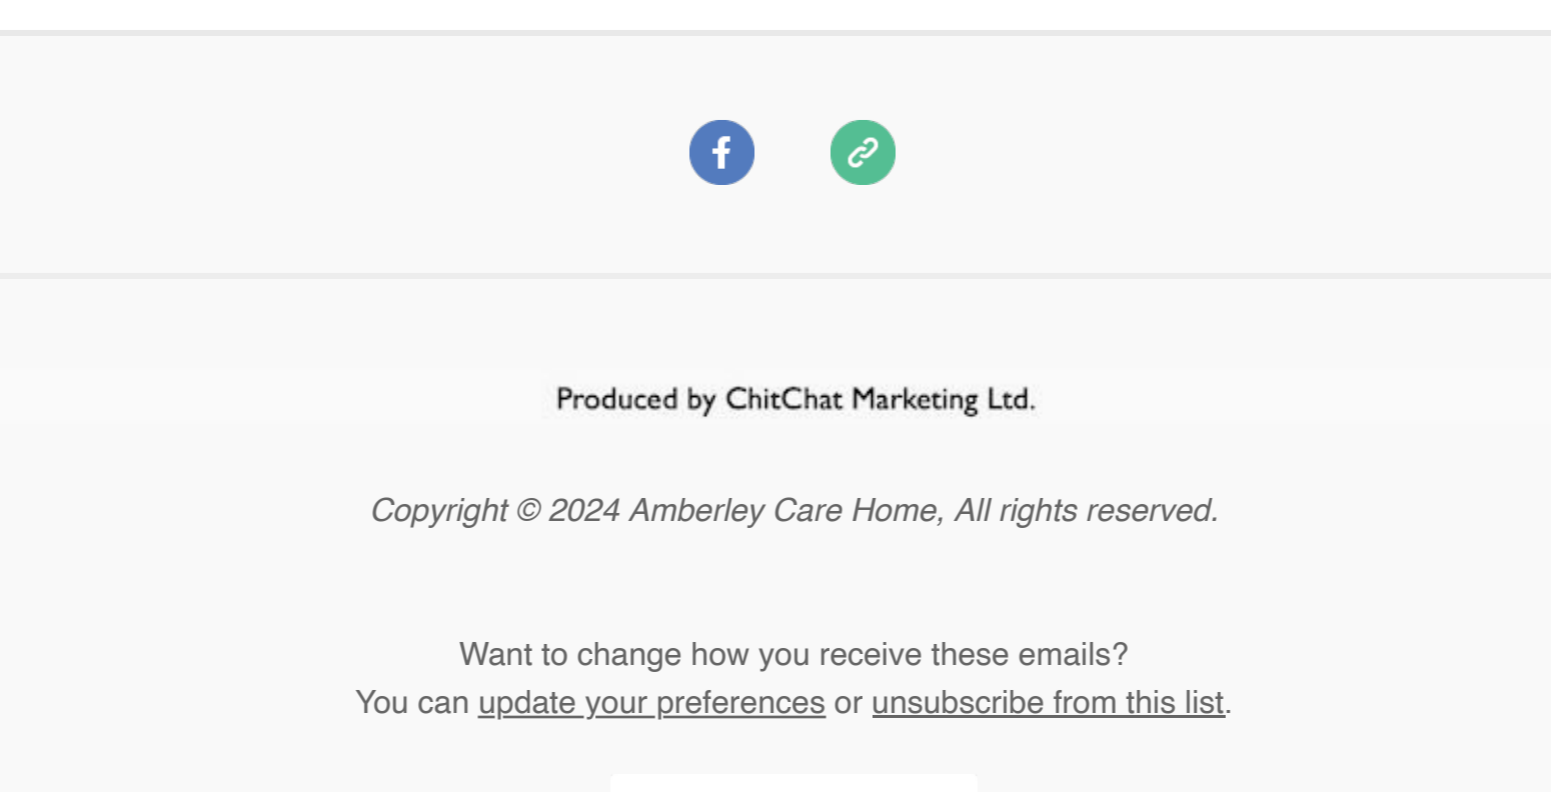 Produced by ChitChat Marketing Ltd.
Copyright © 2024 Amberley Care Home, All rights reserved.
Want to change how you receive these emails?
You can update your preferences or unsubscribe from this list.